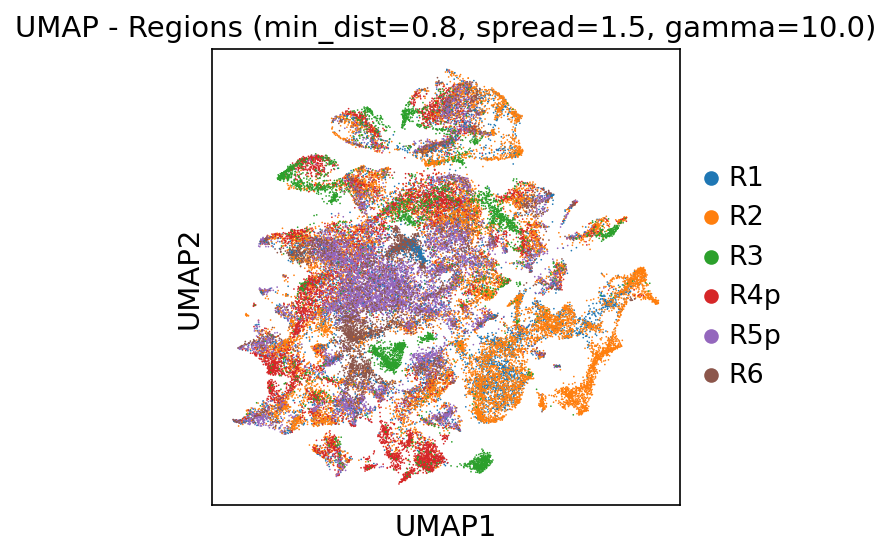 UMAP - Regions (min_dist=0.8, spread=1.5, gamma=10.0)
UMAP2
R1
R2
R3
R4p
R5p
R6
UMAP1